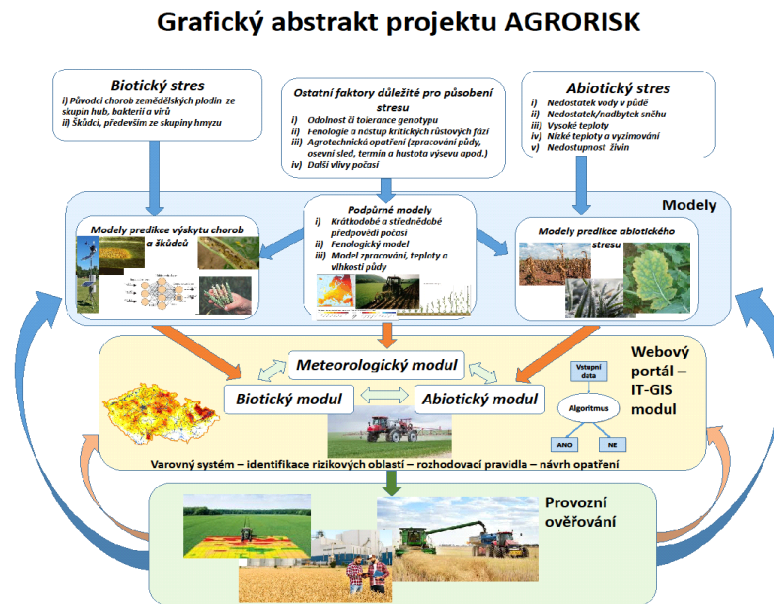 Grafický abstrakt projektu AGRORISK
Biotický stres
i) Původci chorob zemědělských plodin ze
skupin hub, bakterií a virů
ii) Škůdci, především ze skupiny hmyzu
Ostatní faktory důležité pro působení
stresu
i) Odolnost či tolerance genotypu
ii) Fenologie a nástup kritických růstových fází
iii) Agrotechnická opatření (zpracování půdy,
osevní sled, termín a hustota výsevu apod.)
iv) Další vlivy počasí
Abiotický stres
i) Nedostatek vody v půdě
ii) Nedostatek/nadbytek sněhu
iii) Vysoké teploty
iv) Nízké teploty a vyzimování
v) Nedostupnost živin
Modely
Modely predikce výskytu chorob
a škůdců
Podpůrné modely
i) Krátkodobé a střednědobé
předpovědi počasí
ii) Fenologický model
iii) Model zpracování, teploty a
vlhkosti půdy
Modely predikce abiotického
stresu
Meteorologický modul
Biotický modul
Abiotický modul
Webový
portál –
IT-GIS
modul
Vstupní
data
Algoritmus
ANO
NE
Varovný systém – identifikace rizikových oblastí – rozhodovací pravidla – návrh opatření
Provozní
ověřování